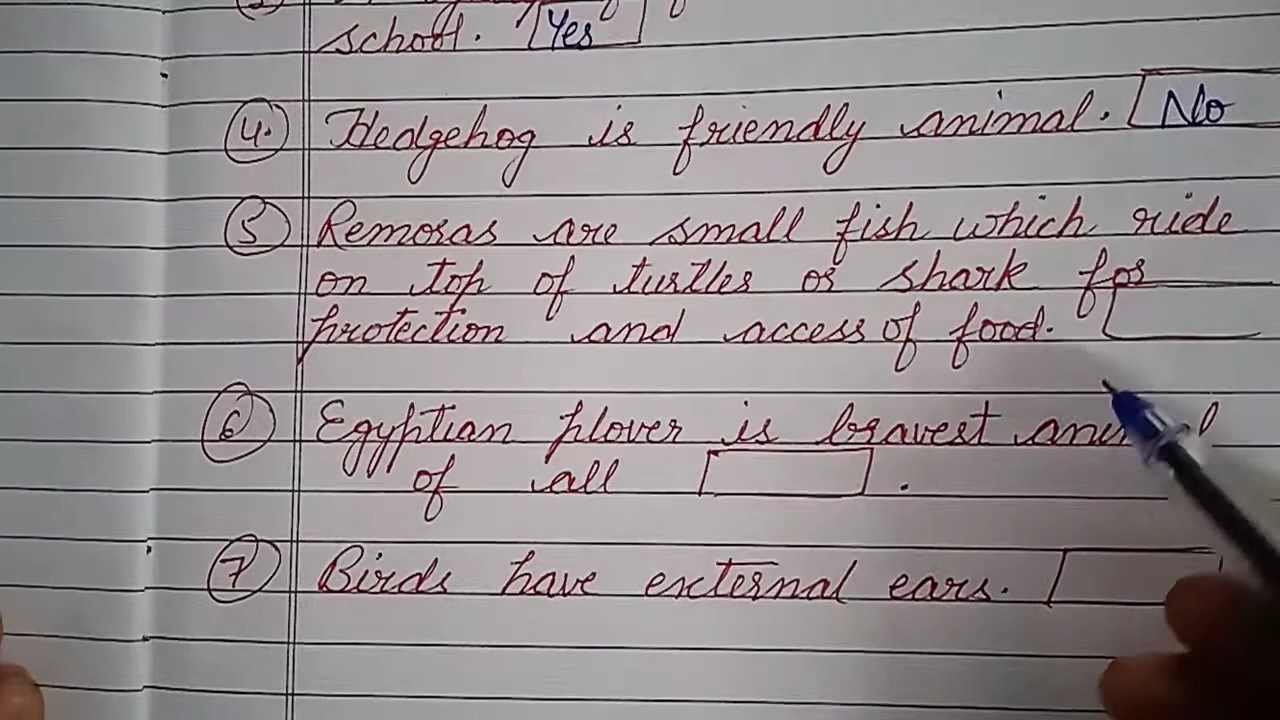 school. Yes
4. Hedgehog is friendly animal. No
5 Remoras are small fish which ride
on top of turtles or shark for
protection and access of food.
6 Egyptian plover is bravest
of all .
7 Birds have external ears.